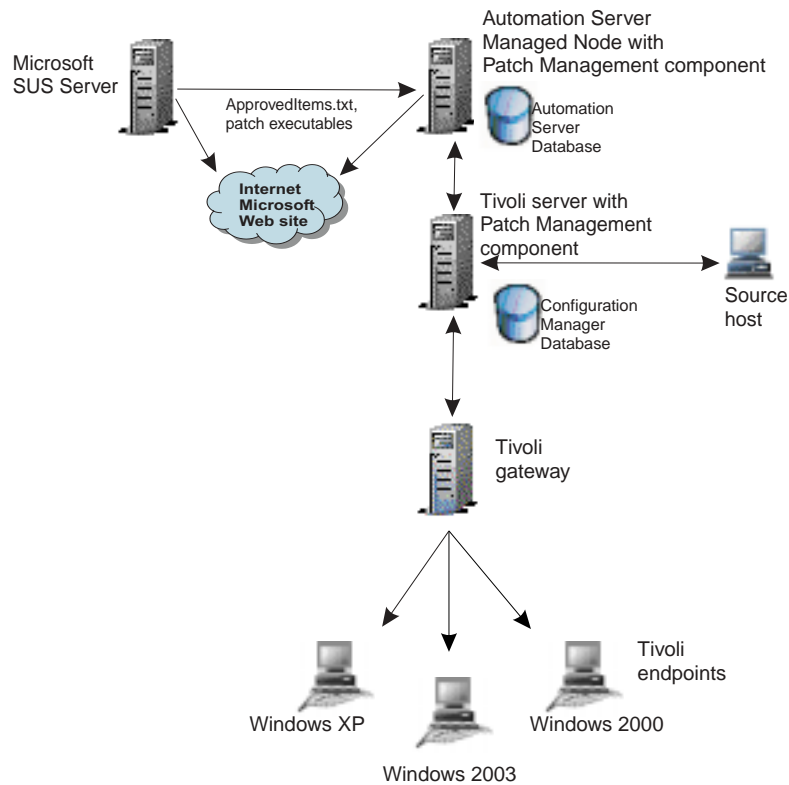 Automation Server
Managed Node with
Patch Management component
Microsoft
SUS Server
ApprovedItems.txt,
patch executables
Automation
Server
Database
Internet
Microsoft
Web site
Tivoli server with
Patch Management
component
Source
host
Configuration
Manager
Database
Tivoli
gateway
Tivoli
endpoints
Windows XP
Windows 2000
Windows 2003